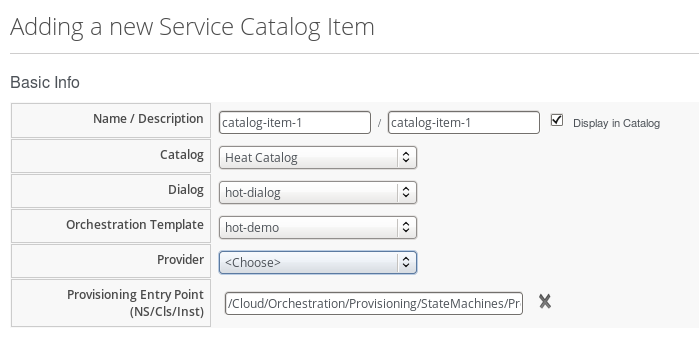 Adding a new Service Catalog Item
Basic Info
Name / Description catalog-item-1 / catalog-item-1 Display in Catalog
Catalog Heat Catalog
Dialog hot-dialog
Orchestration Template hot-demo
Provider <Choose>
Provisioning Entry Point
(NS/Cls/Inst) /Cloud/Orchestration/Provisioning/StateMachines/Pr